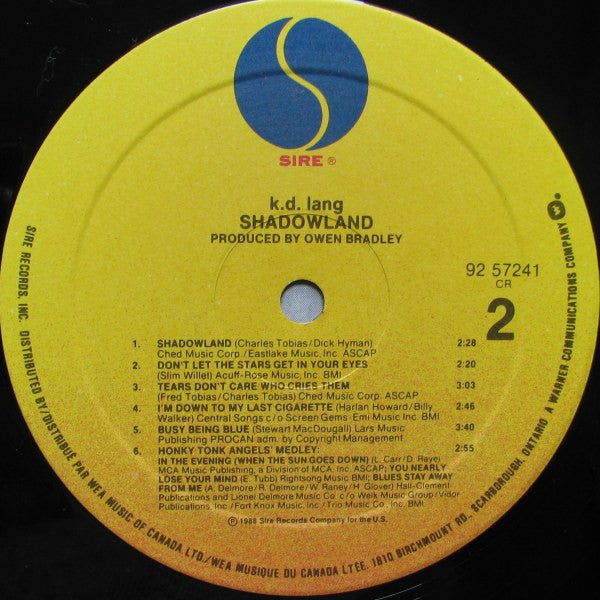 SIRE ®
k.d. lang
SHADOWLAND
PRODUCED BY OWEN BRADLEY
92 57241
CR
2
1. SHADOWLAND (Charles Tobias/Dick Hyman) 2:28
Ched Music Corp./Eastlake Music, Inc. ASCAP
2. DON'T LET THE STARS GET IN YOUR EYES 2:20
(Slim Willet) Acuff-Rose Music, Inc. BMI
3. TEARS DON'T CARE WHO CRIES THEM 3:03
(Fred Tobias/Charles Tobias) Ched Music Corp. ASCAP
4. I'M DOWN TO MY LAST CIGARETTE (Harlan Howard/Billy 2:46
Walker) Central Songs c/o Screen Gems-Emi Music Inc. BMI
5. BUSY BEING BLUE (Stewart MacDougall) Lars Music 3:40
Publishing PROCAN adm. by Copyright Management
6. HONKY TONK ANGELS' MEDLEY: 2:55
IN THE EVENING (WHEN THE SUN GOES DOWN) (L. Carr/D. Raye)
MCA Music Publishing, a Division of MCA. Inc. ASCAP; YOU NEARLY
LOSE YOUR MIND (E. Tubb) Rightsong Music BMI; BLUES STAY AWAY
FROM ME (A. Delmore/R. Delmore/W. Raney/H. Glover) Hall-Clement
Publications and Lionel Delmore Music Co. c/o Welk Music Group/Vidor
Publications, Inc./Fort Knox Music, Inc./Trio Music Co., Inc. BMI
℗ 1988 Sire Records Company for the U.S.
SIRE RECORDS, INC. DISTRIBUTED BY/DISTRIBUÉ PAR WEA MUSIC OF CANADA LTD./WEA MUSIQUE DU CANADA LTÉE. 1810 BIRCHMOUNT RD., SCARBOROUGH, ONTARIO A WARNER COMMUNICATIONS COMPANY